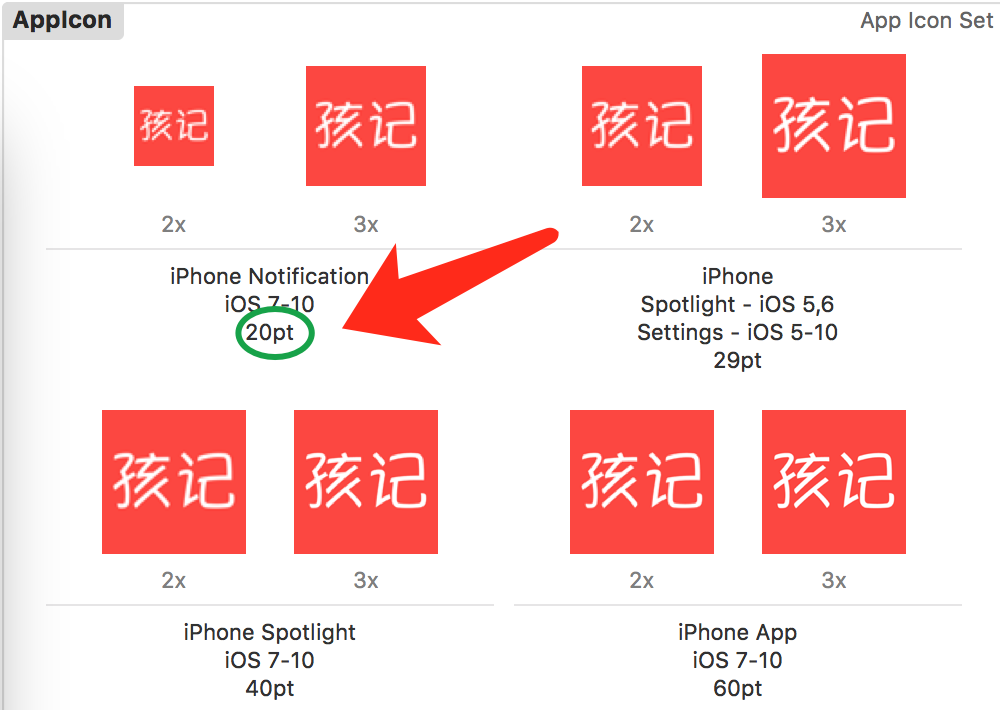 AppIcon
App Icon Set
孩记
孩记
孩记
孩记
2x
3x
2x
3x
iPhone Notification
iOS 7-10
20pt
iPhone
Spotlight - iOS 5,6
Settings - iOS 5-10
29pt
孩记
孩记
孩记
孩记
2x
3x
2x
3x
iPhone Spotlight
iOS 7-10
40pt
iPhone App
iOS 7-10
60pt